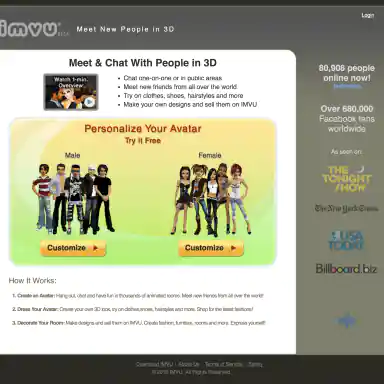 Login
imvu BETA
Meet New People in 3D
Meet & Chat With People in 3D
Watch 1-min.
Overview
• Chat one-on-one or in public areas
• Meet new friends from all over the world
• Try on clothes, shoes, hairstyles and more
• Make your own designs and sell them on IMVU
Personalize Your Avatar
Try it Free
Male
Female
Customize
Customize
80,908 people
online now!
Over 680,000
Facebook fans
worldwide
As seen on:
THE
TONIGHT
SHOW
The New York Times
USA
TODAY
Billboard.biz
How It Works:
1. Create an Avatar: Hang out, chat and have fun in thousands of animated rooms. Meet new friends from all over the world!
2. Dress Your Avatar: Create your own 3D look, try on clothes, hairstyles and more. Shop for the latest fashions!
3. Decorate Your Room: Make designs and sell them on IMVU. Create fashion, furniture, rooms and more. Express yourself!
Download IMVU | About Us | Terms of Service | Safety
All Rights Reserved